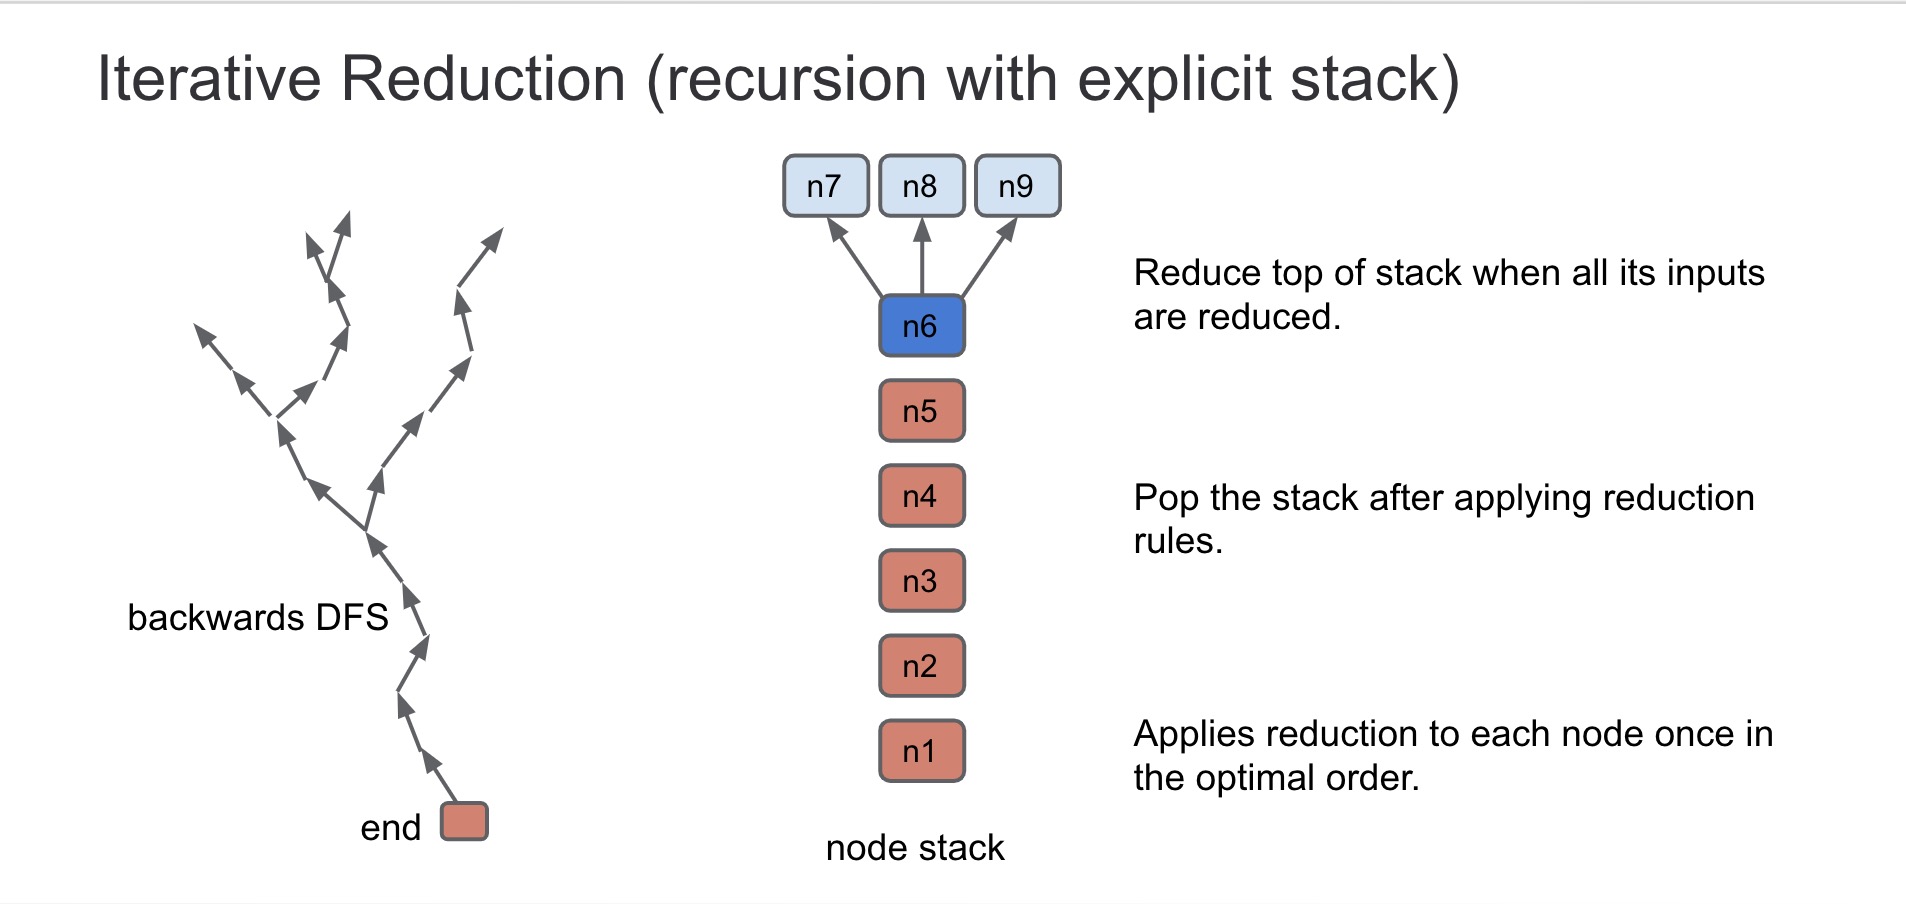 Iterative Reduction (recursion with explicit stack)
n7
n8
n9
n6
n5
n4
n3
n2
n1
node stack
backwards DFS
end
Reduce top of stack when all its inputs
are reduced.
Pop the stack after applying reduction
rules.
Applies reduction to each node once in
the optimal order.